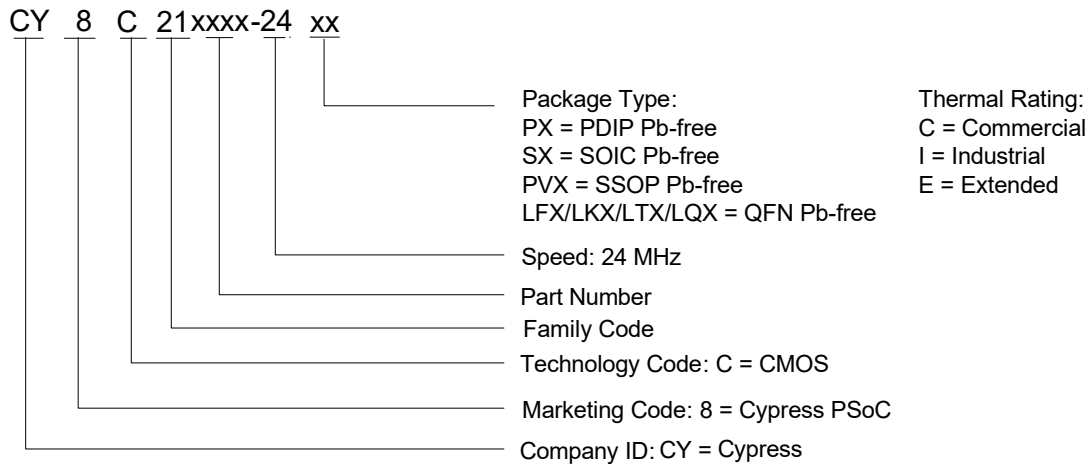 CY 8 C 21xxxx-24 xx
Package Type:
PX = PDIP Pb-free
SX = SOIC Pb-free
PVX = SSOP Pb-free
LFX/LKX/LTX/LQX = QFN Pb-free
Thermal Rating:
C = Commercial
I = Industrial
E = Extended
Speed: 24 MHz
Part Number
Family Code
Technology Code: C = CMOS
Marketing Code: 8 = Cypress PSoC
Company ID: CY = Cypress